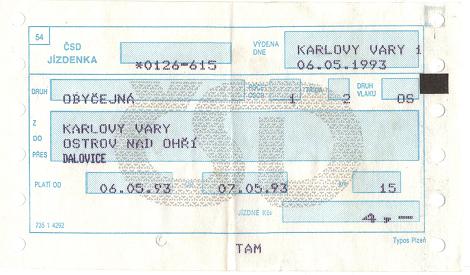 54
ČSD
JÍZDENKA
*0126-615
VYDÁNA
DNE
KARLOVY VARY 1
06.05.1993
DRUH
OBYČEJNÁ
1
2
DRUH
VLAKU
OS
Z
DO
PŘES
KARLOVY VARY
OSTROV NAD OHŘÍ
DALOVICE
PLATÍ OD
06.05.93
07.05.93
15
JÍZDNÉ Kčs
4,--
735 1 4292
Typos Plzeň
TAM